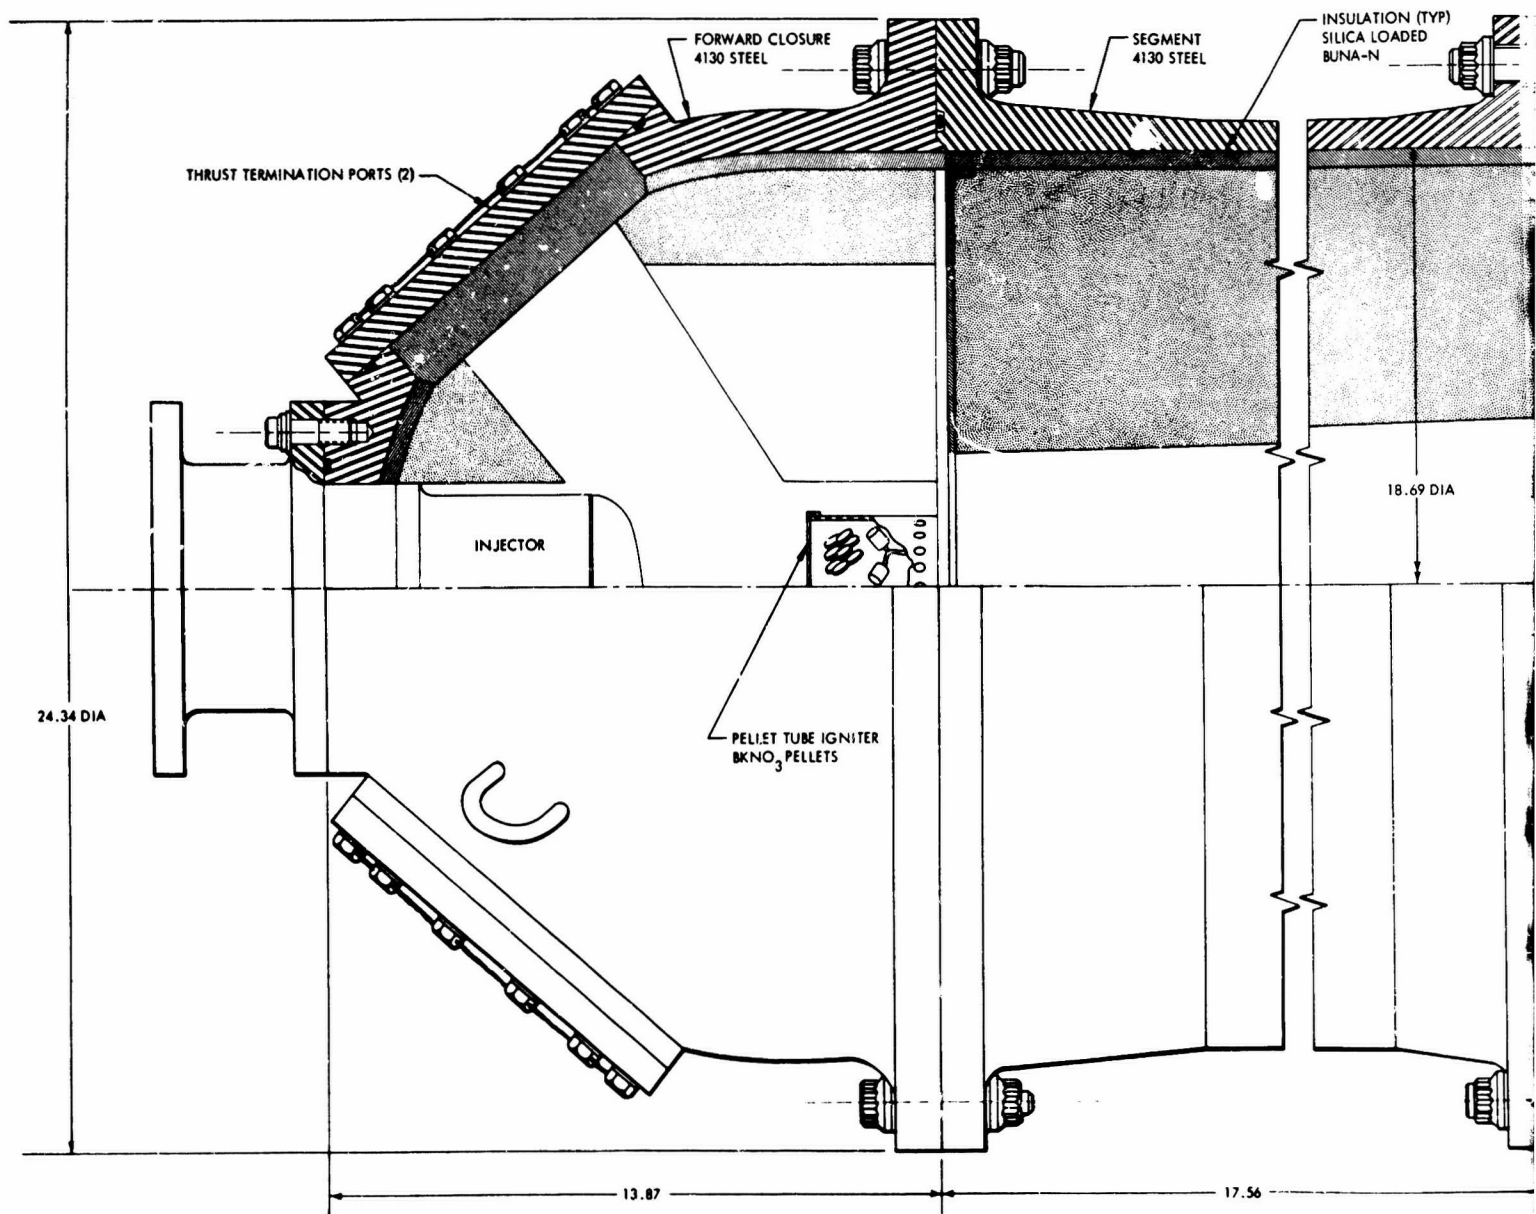 FORWARD CLOSURE
4130 STEEL
SEGMENT
4130 STEEL
INSULATION (TYP)
SILICA LOADED
BUNA-N
THRUST TERMINATION PORTS (2)
18.69 DIA
INJECTOR
24.34 DIA
PELLET TUBE IGNITER
BKNO3 PELLETS
13.87
17.56